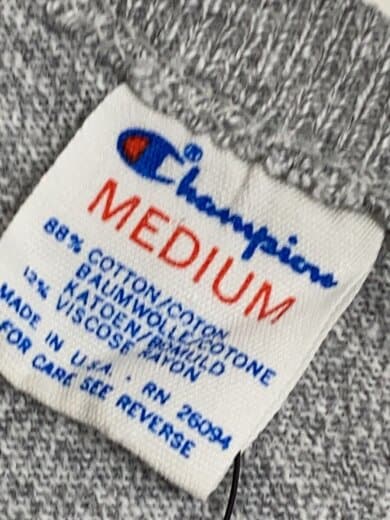 Champion®
MEDIUM
88% COTTON/COTON
BAUMWOLLE/COTONE
KATOEN/BOMULD
12% VISCOSE RAYON
MADE IN U.S.A. · RN 26094
FOR CARE SEE REVERSE